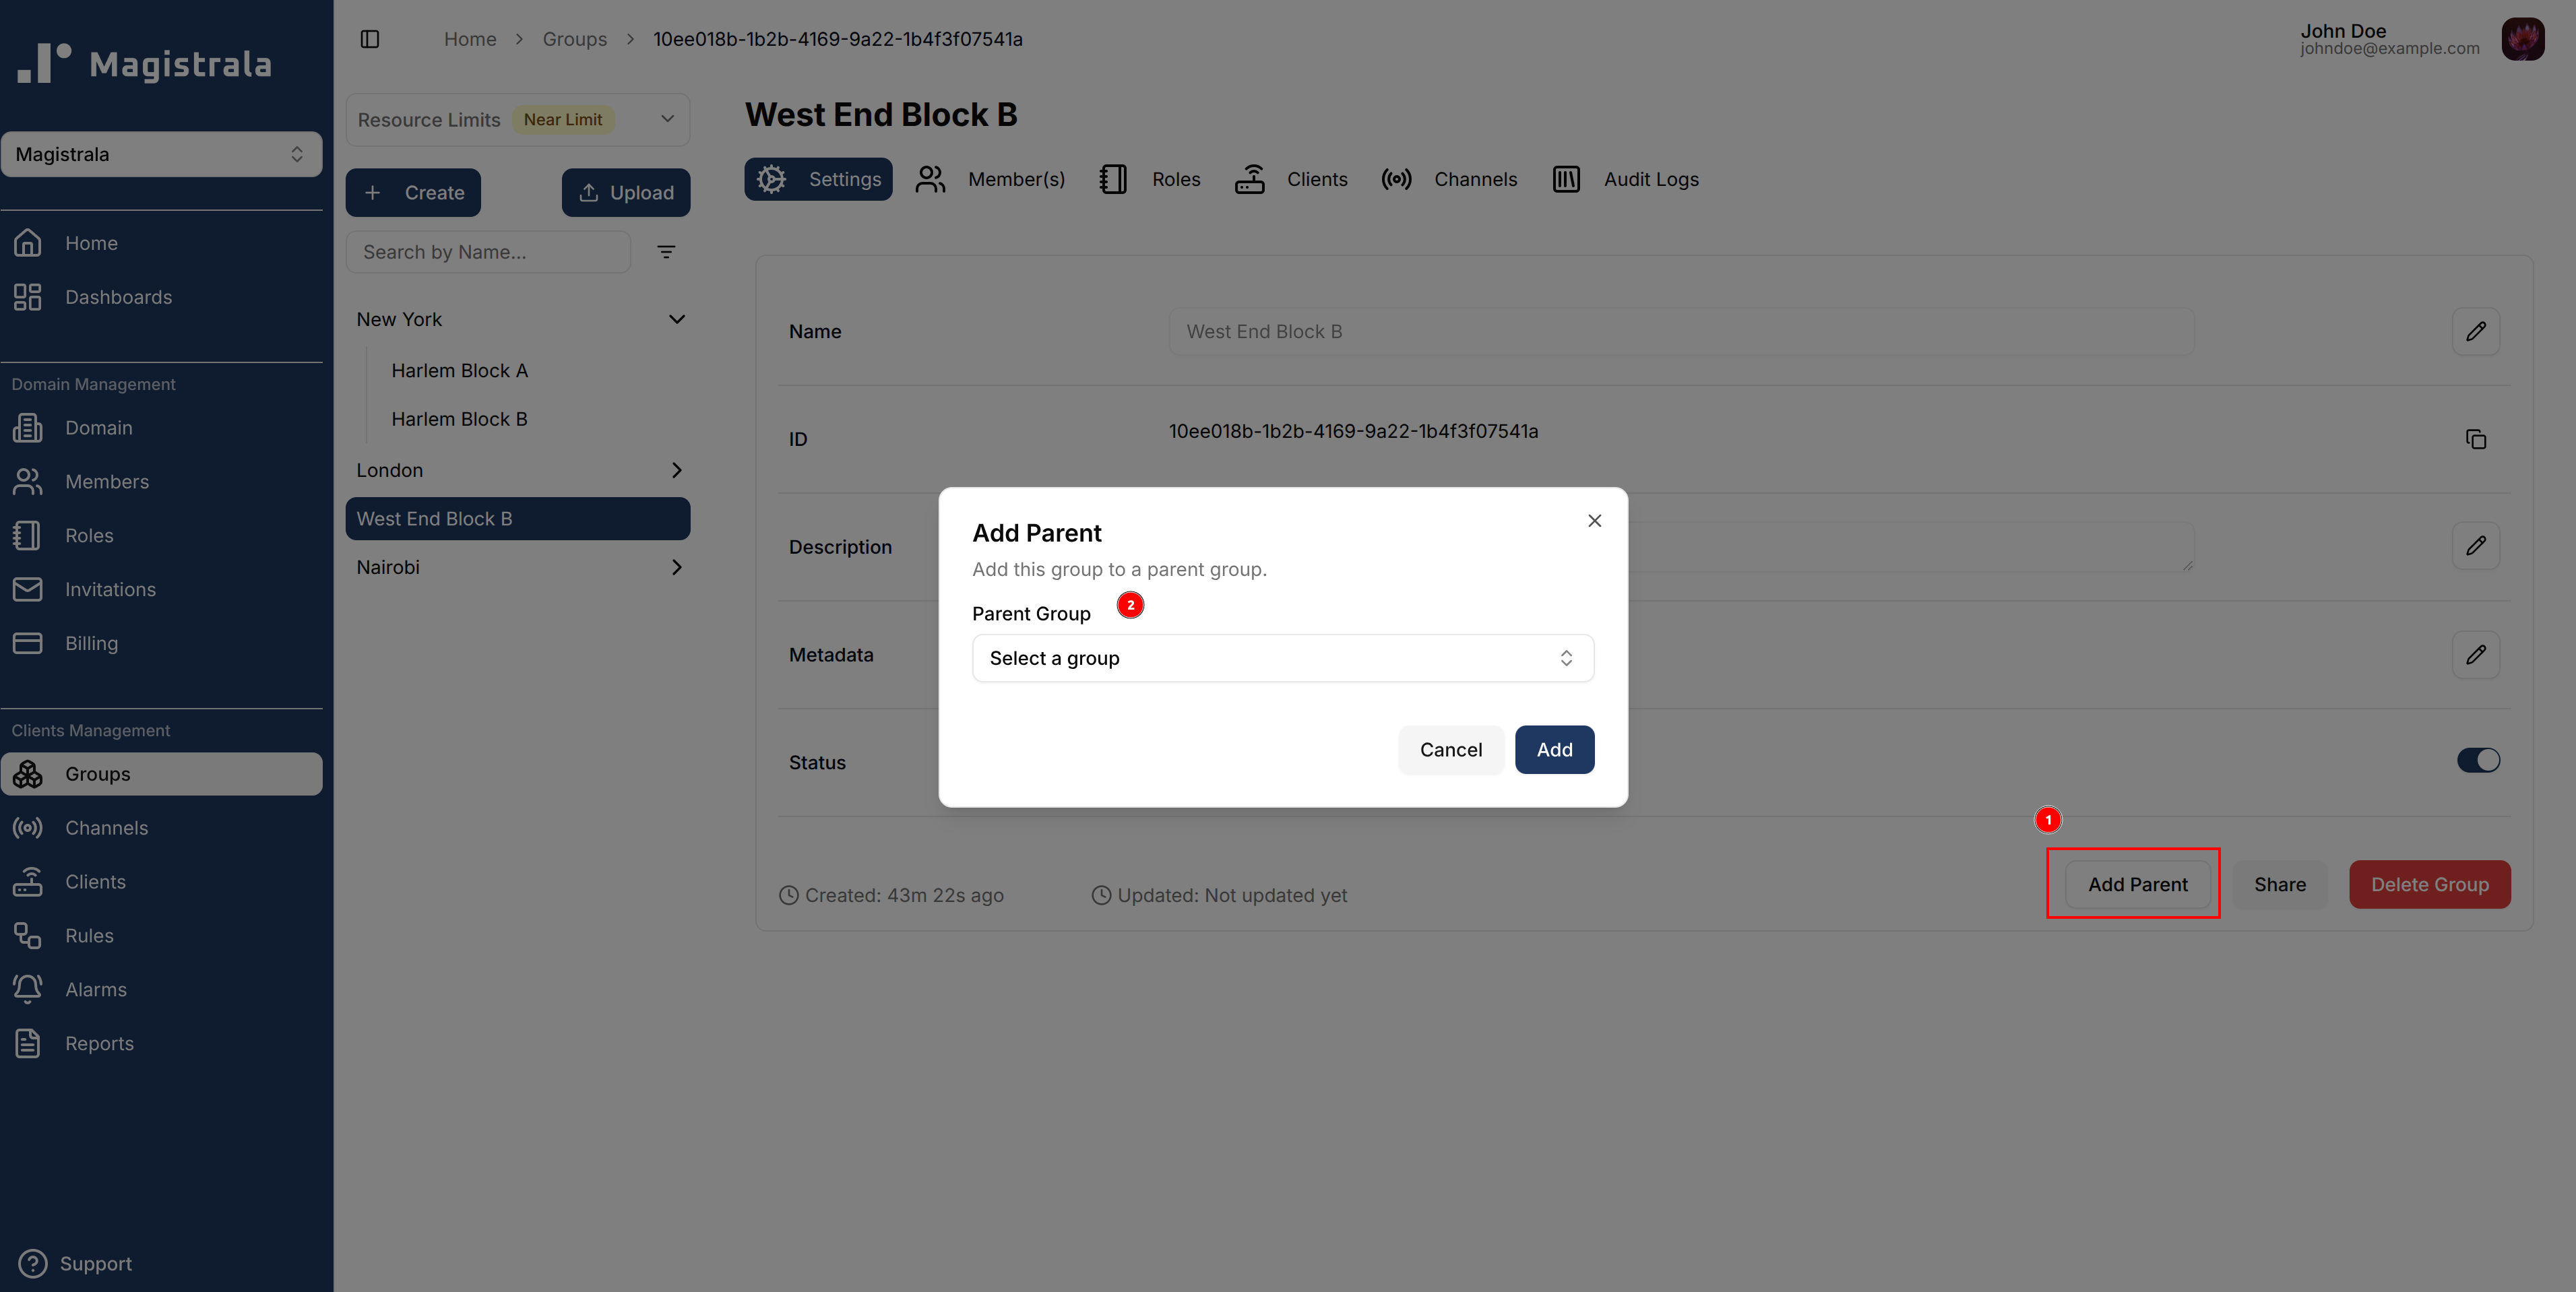 Magistrala
Magistrala
Home
Dashboards
Domain Management
Domain
Members
Roles
Invitations
Billing
Clients Management
Groups
Channels
Clients
Rules
Alarms
Reports
Support
Home > Groups > 10ee018b-1b2b-4169-9a22-1b4f3f07541a
John Doe
johndoe@example.com
Resource Limits Near Limit
Create Upload
Search by Name...
New York
Harlem Block A
Harlem Block B
London
West End Block B
Nairobi
West End Block B
Settings Member(s) Roles Clients Channels Audit Logs
Name West End Block B
ID 10ee018b-1b2b-4169-9a22-1b4f3f07541a
Description
Metadata
Status
Add Parent
Add this group to a parent group.
Parent Group 2
Select a group
Cancel Add
1
Created: 43m 22s ago Updated: Not updated yet
Add Parent Share Delete Group